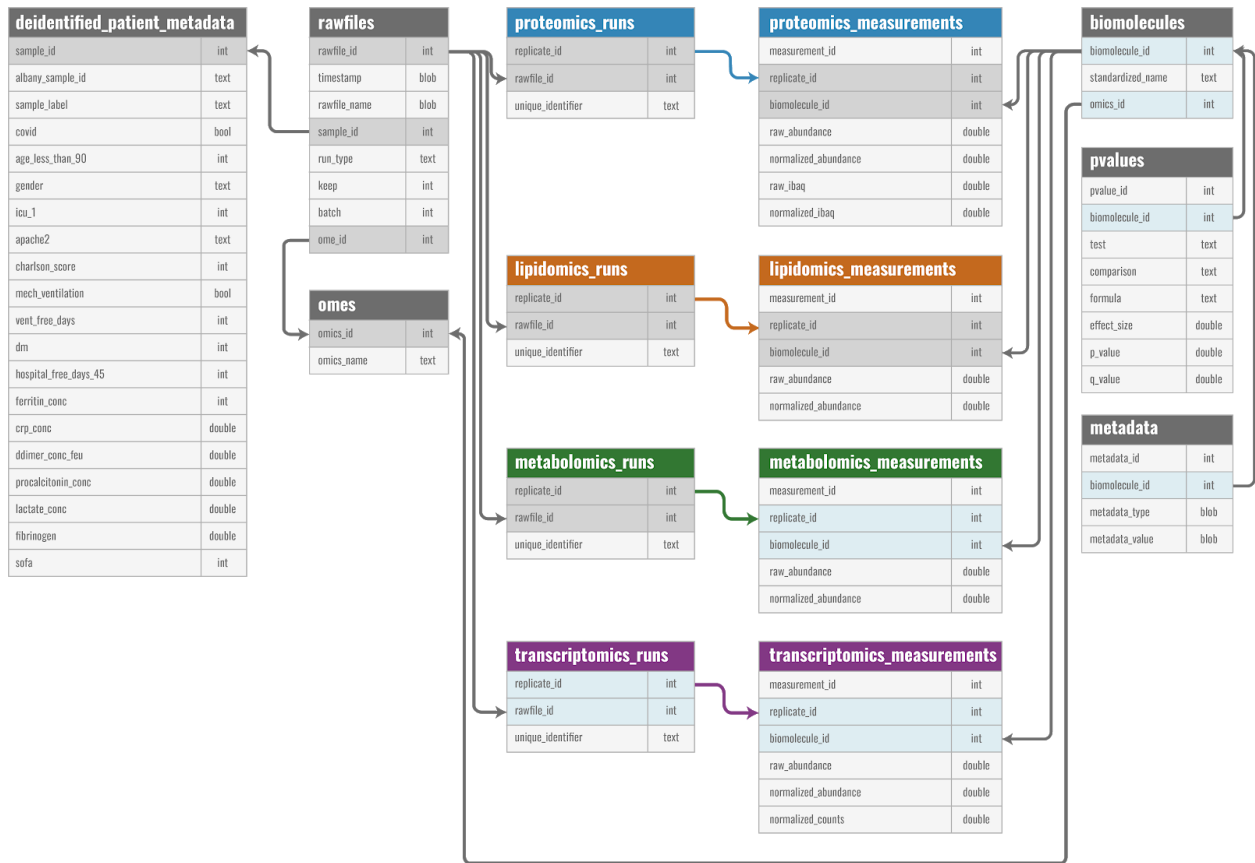 deidentified_patient_metadata
sample_id int
albany_sample_id text
sample_label text
covid bool
age_less_than_90 int
gender text
icu_1 int
apache2 text
charlson_score int
mech_ventilation bool
vent_free_days int
dm int
hospital_free_days_45 int
ferritin_conc int
crp_conc double
ddimer_conc_feu double
procalcitonin_conc double
lactate_conc double
fibrinogen double
sofa int
rawfiles
rawfile_id int
timestamp blob
rawfile_name blob
sample_id int
run_type text
keep int
batch int
ome_id int
omes
omics_id int
omics_name text
proteomics_runs
replicate_id int
rawfile_id int
unique_identifier text
lipidomics_runs
replicate_id int
rawfile_id int
unique_identifier text
metabolomics_runs
replicate_id int
rawfile_id int
unique_identifier text
transcriptomics_runs
replicate_id int
rawfile_id int
unique_identifier text
proteomics_measurements
measurement_id int
replicate_id int
biomolecule_id int
raw_abundance double
normalized_abundance double
raw_ibaq double
normalized_ibaq double
lipidomics_measurements
measurement_id int
replicate_id int
biomolecule_id int
raw_abundance double
normalized_abundance double
metabolomics_measurements
measurement_id int
replicate_id int
biomolecule_id int
raw_abundance double
normalized_abundance double
transcriptomics_measurements
measurement_id int
replicate_id int
biomolecule_id int
raw_abundance double
normalized_abundance double
normalized_counts double
biomolecules
biomolecule_id int
standardized_name text
omics_id int
pvalues
pvalue_id int
biomolecule_id int
test text
comparison text
formula text
effect_size double
p_value double
q_value double
metadata
metadata_id int
biomolecule_id int
metadata_type blob
metadata_value blob